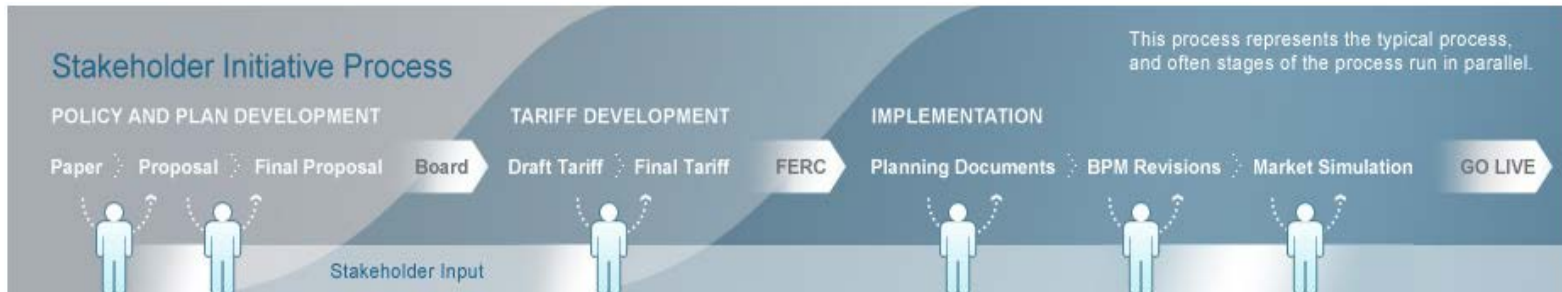 This process represents the typical process,
and often stages of the process run in parallel.
Stakeholder Initiative Process
POLICY AND PLAN DEVELOPMENT
TARIFF DEVELOPMENT
IMPLEMENTATION
Paper Proposal Final Proposal Board Draft Tariff Final Tariff FERC Planning Documents BPM Revisions Market Simulation GO LIVE
Stakeholder Input